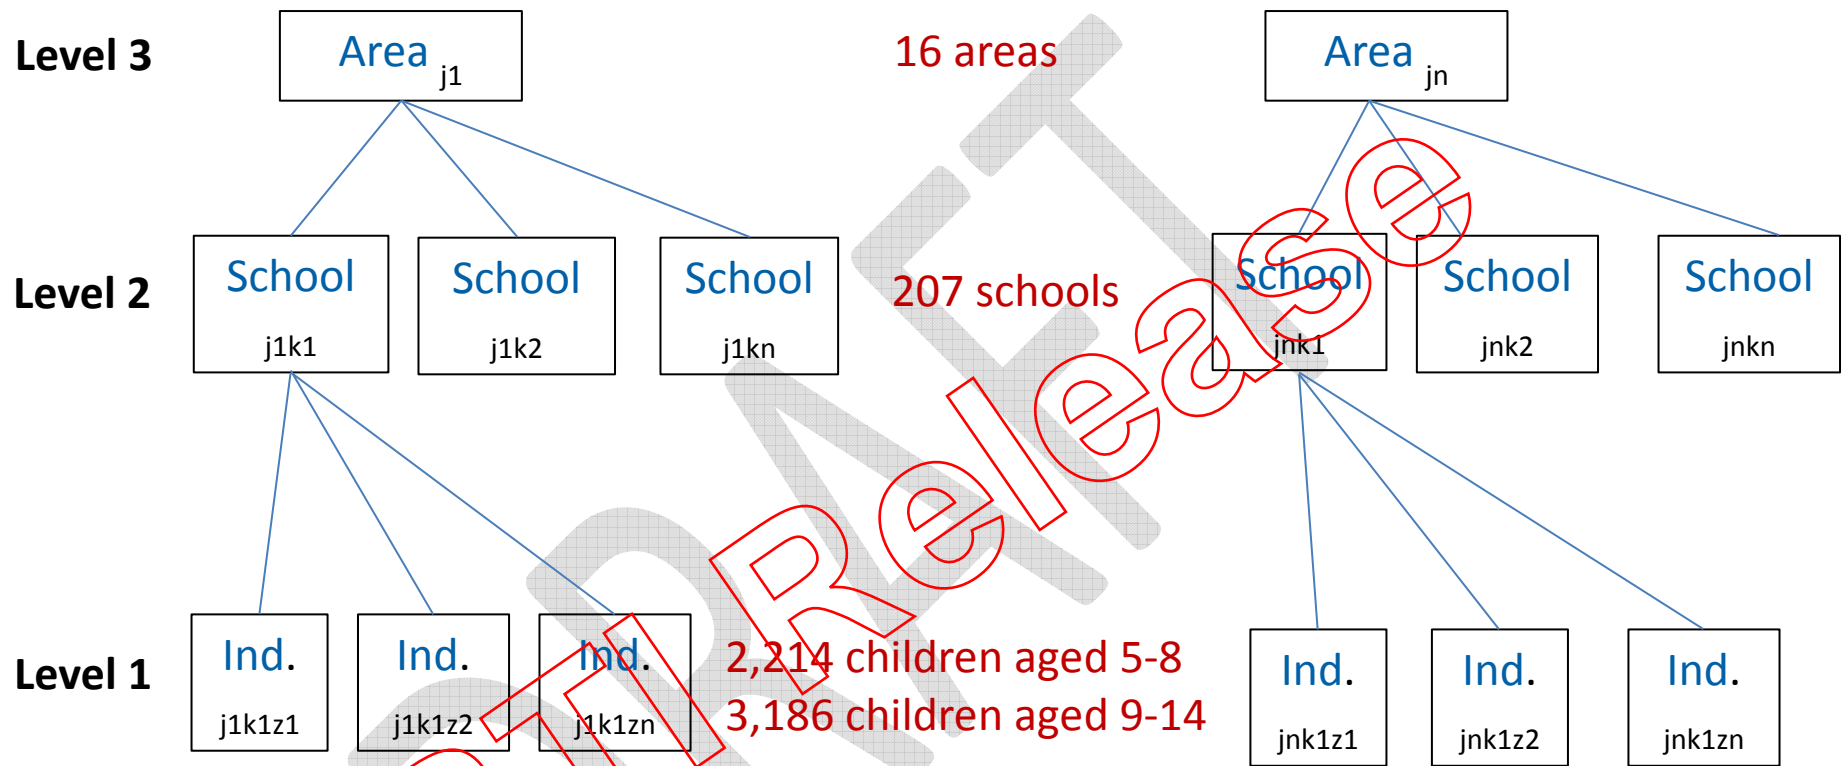 Level 3
Area j1
16 areas
Area jn
Level 2
School
j1k1
School
j1k2
School
j1kn
207 schools
School
jnk1
School
jnk2
School
jnkn
Level 1
Ind.
j1k1z1
Ind.
j1k1z2
Ind.
j1k1zn
2,214 children aged 5-8
3,186 children aged 9-14
Ind.
jnk1z1
Ind.
jnk1z2
Ind.
jnk1zn
DRAFT
Release